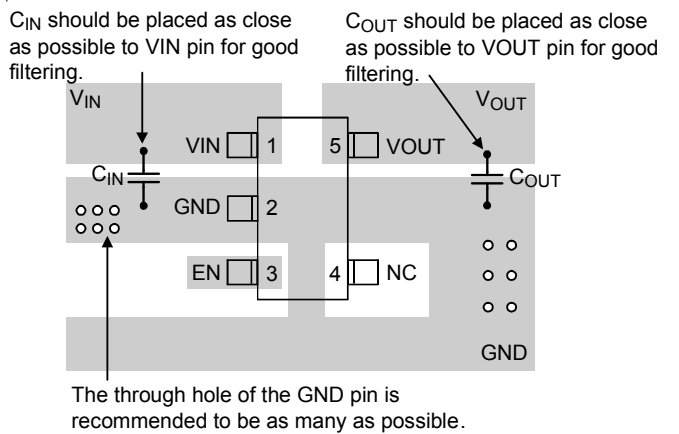 CIN should be placed as close
as possible to VIN pin for good
filtering.
COUT should be placed as close
as possible to VOUT pin for good
filtering.
VIN
VOUT
VIN 1
5 VOUT
CIN
COUT
GND 2
EN 3
4 NC
GND
The through hole of the GND pin is
recommended to be as many as possible.